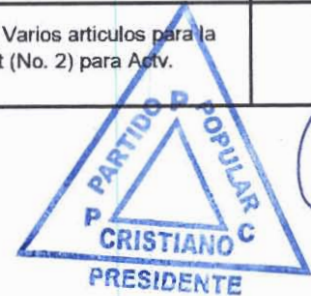 Varios articulos para la
t (No. 2) para Actv.
P
PARTIDO POPULAR
P C
CRISTIANO
PRESIDENTE